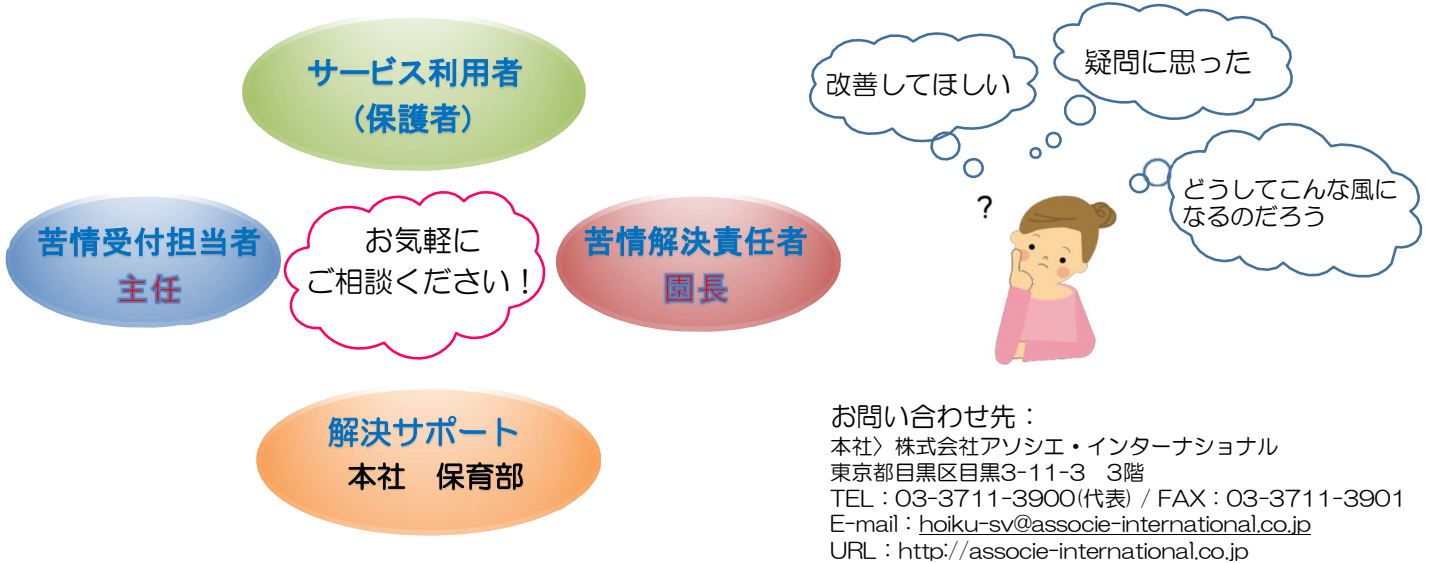 サービス利用者
（保護者）
苦情受付担当者
主任
お気軽に
ご相談ください！
苦情解決責任者
園長
解決サポート
本社　保育部
改善してほしい
疑問に思った
どうしてこんな風に
なるのだろう
?
お問い合わせ先：
本社〉株式会社アソシエ・インターナショナル
東京都目黒区目黒3-11-3　3階
TEL：03-3711-3900(代表) / FAX：03-3711-3901
E-mail：hoiku-sv@associe-international.co.jp
URL：http://associe-international.co.jp